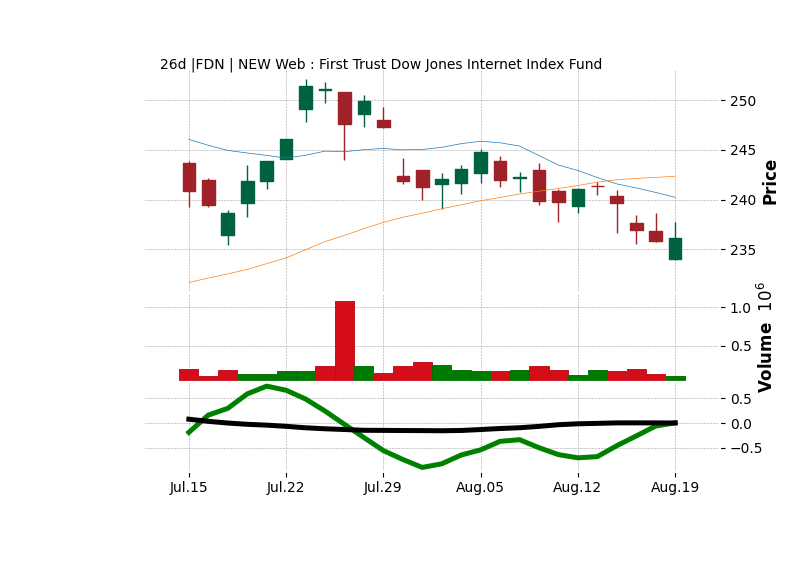 26d |FDN | NEW Web : First Trust Dow Jones Internet Index Fund
250
245
240
235
Price
1.0
0.5
Volume 10^6
0.5
0.0
−0.5
Jul.15 Jul.22 Jul.29 Aug.05 Aug.12 Aug.19